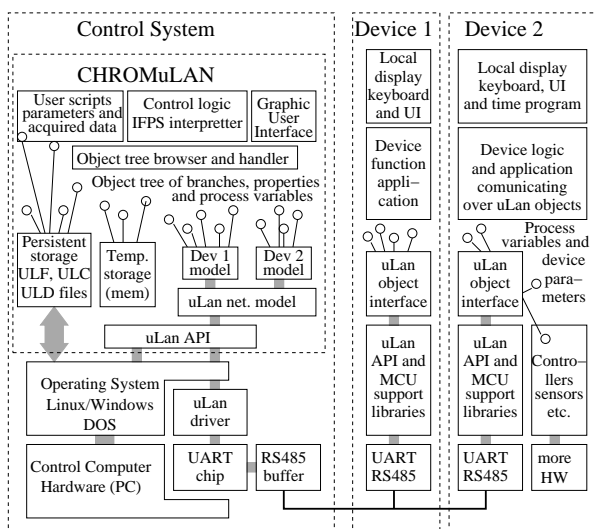 Control System
CHROMuLAN
User scripts
parameters and
acquired data
Control logic
IFPS interpretter
Graphic
User
Interface
Object tree browser and handler
Object tree of branches, properties
and process variables
Persistent
storage
ULF, ULC
ULD files
Temp.
storage
(mem)
Dev 1
model
Dev 2
model
uLan net. model
uLan API
Operating System
Linux/Windows
DOS
uLan
driver
Control Computer
Hardware (PC)
UART
chip
RS485
buffer
Device 1
Local
display
keyboard
and UI
Device
function
appli–
cation
uLan
object
interface
uLan
API and
MCU
support
libraries
UART
RS485
Device 2
Local display
keyboard, UI
and time program
Device logic
and application
comunicating
over uLan objects
Process
variables and
device
para–
meters
uLan
object
interface
uLan
API and
MCU
support
libraries
Contro–
llers
sensors
etc.
UART
RS485
more
HW